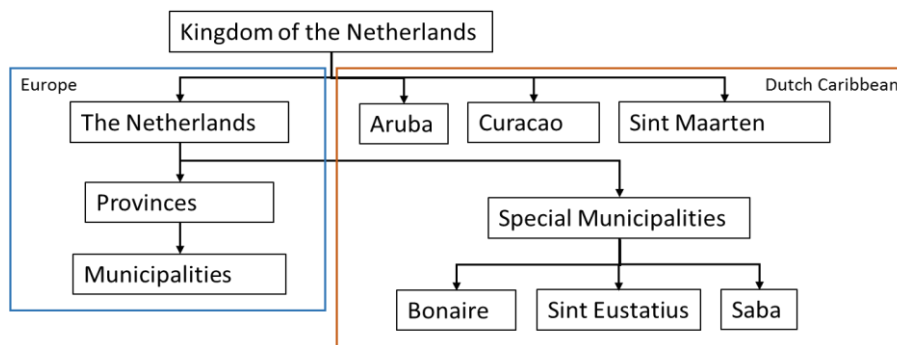 Kingdom of the Netherlands
Europe
Dutch Caribbean
The Netherlands
Aruba
Curacao
Sint Maarten
Provinces
Special Municipalities
Municipalities
Bonaire
Sint Eustatius
Saba